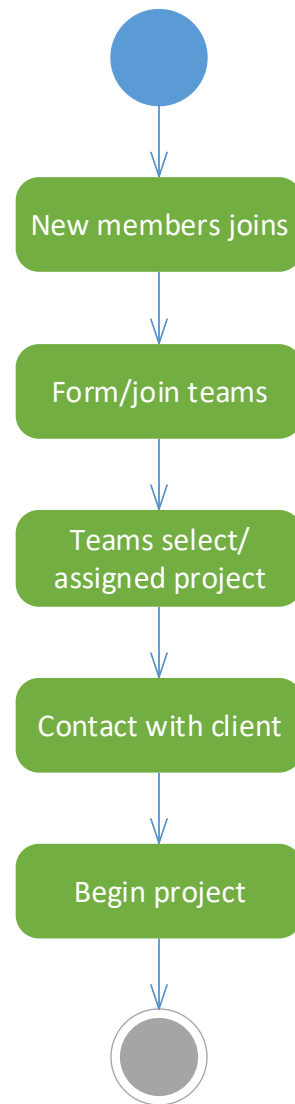 New members joins
Form/join teams
Teams select/
assigned project
Contact with client
Begin project